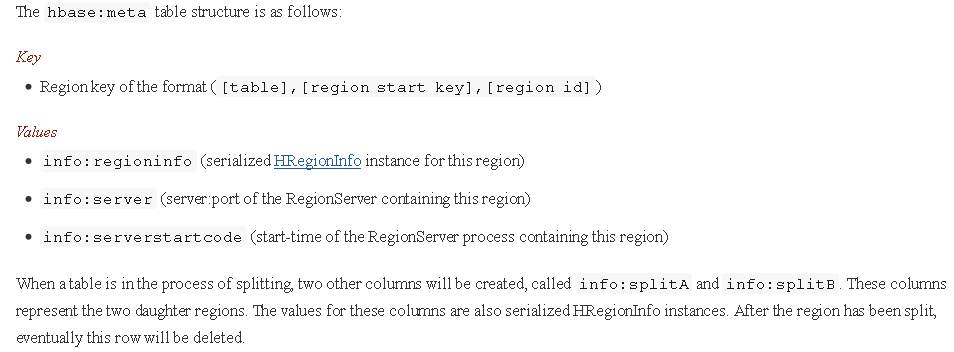 The hbase:meta table structure is as follows:
Key
• Region key of the format ( [table],[region start key],[region id] )
Values
• info:regioninfo (serialized HRegionInfo instance for this region)
• info:server (server:port of the RegionServer containing this region)
• info:serverstartcode (start-time of the RegionServer process containing this region)
When a table is in the process of splitting, two other columns will be created, called info:splitA and info:splitB . These columns
represent the two daughter regions. The values for these columns are also serialized HRegionInfo instances. After the region has been split,
eventually this row will be deleted.